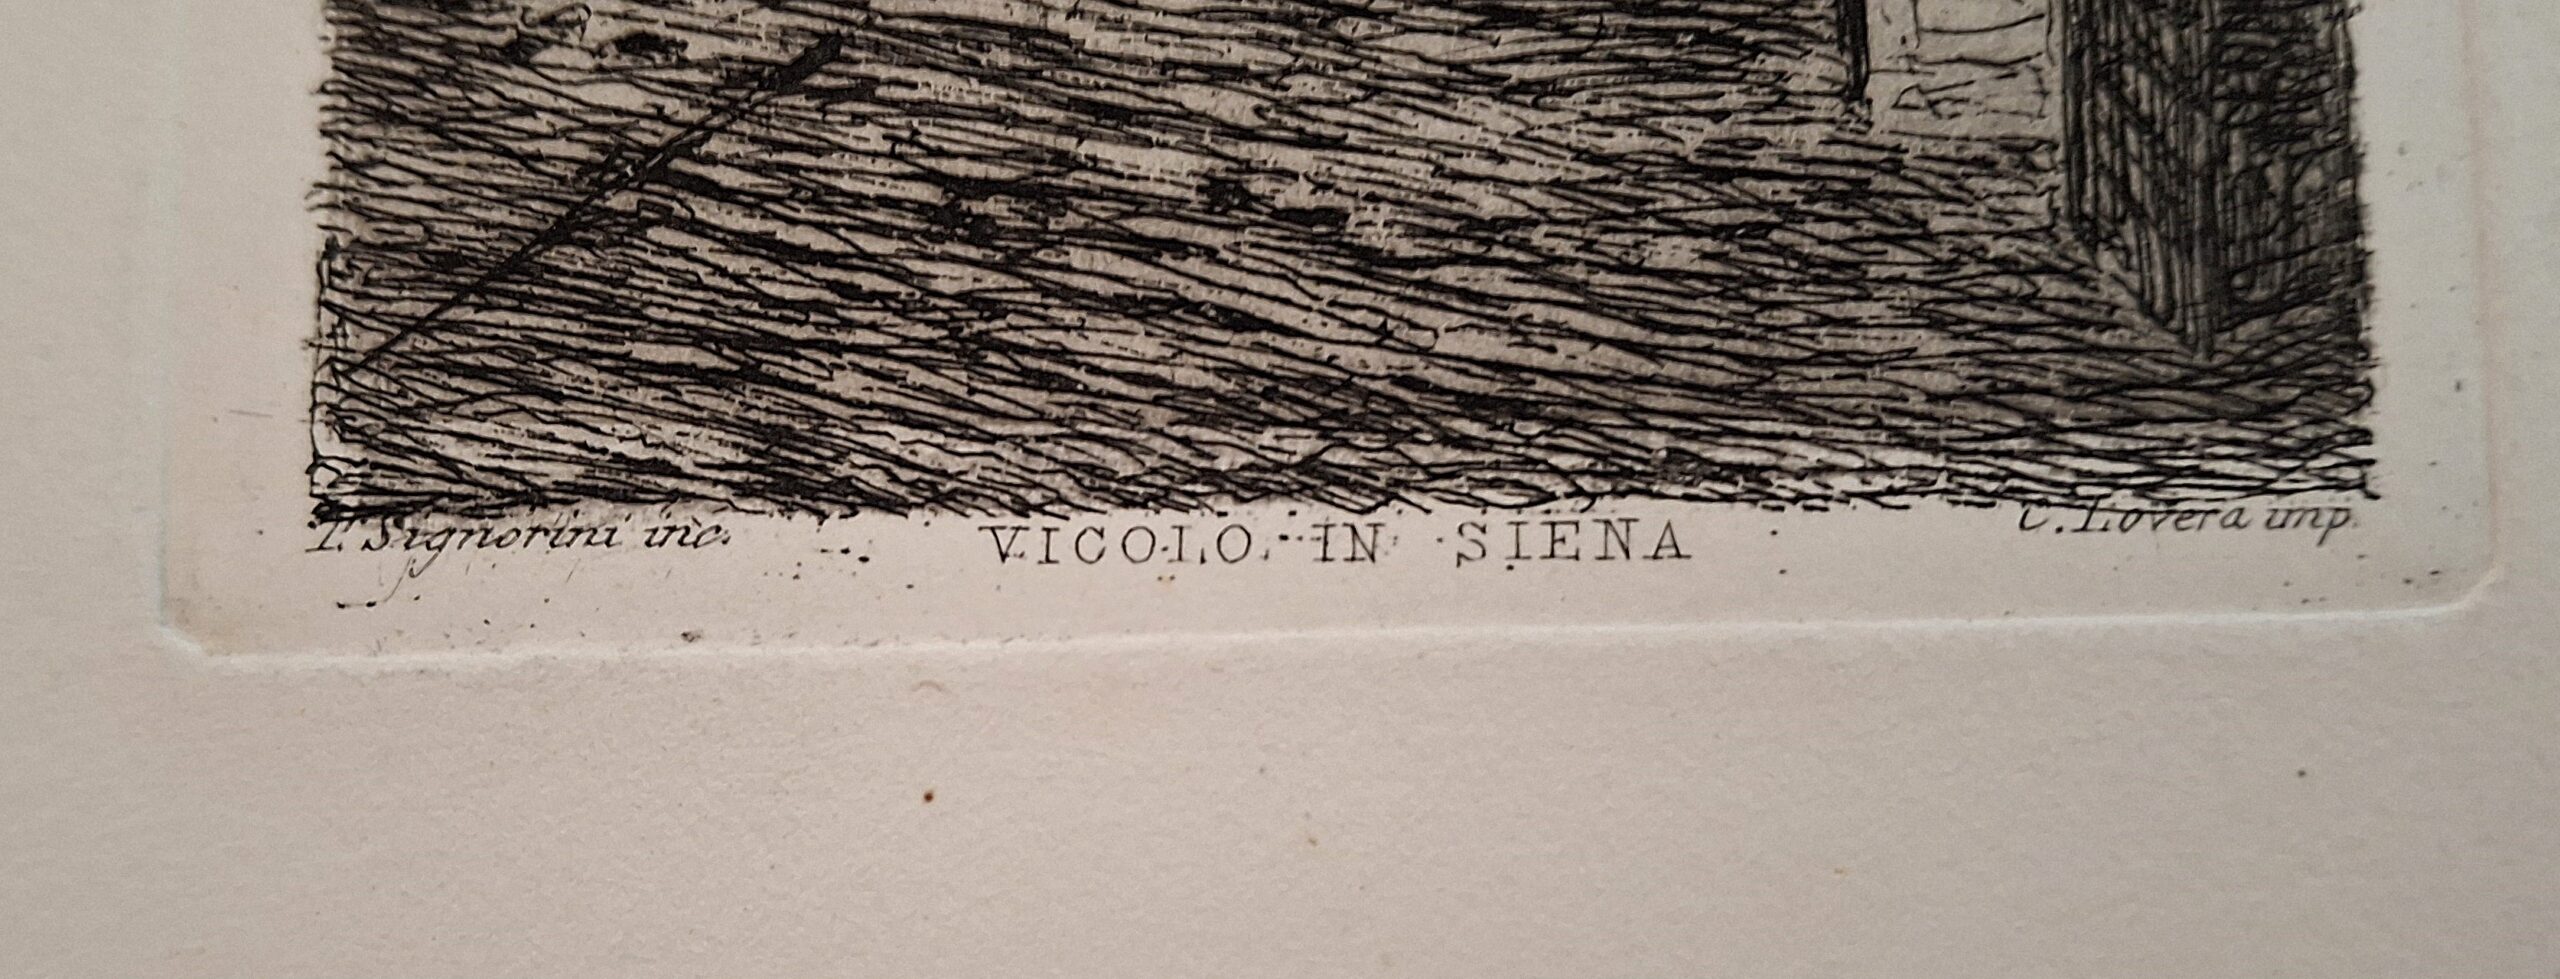 T. Signorini inc.
VICOLO IN SIENA
C. Lovera imp.